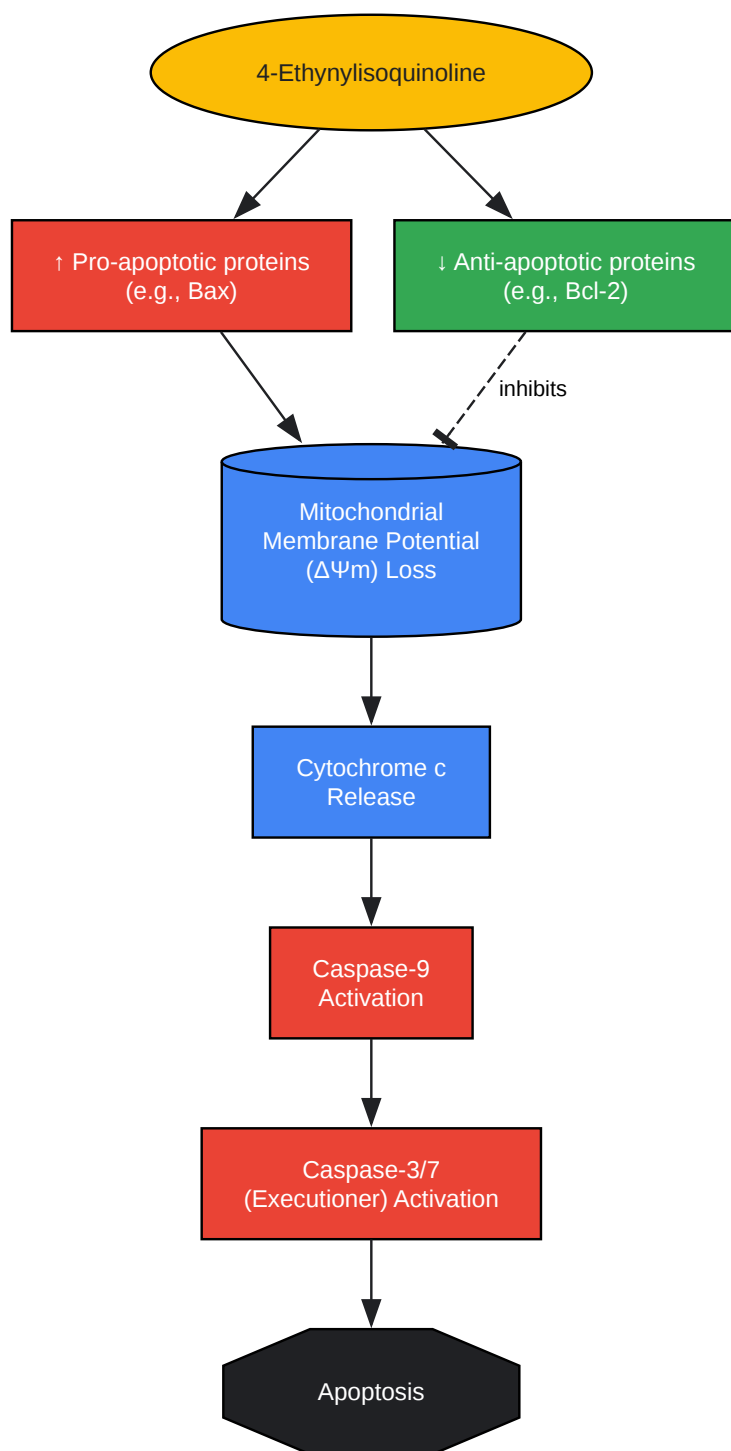 4-Ethynylisoquinoline
↑ Pro-apoptotic proteins
(e.g., Bax)
↓ Anti-apoptotic proteins
(e.g., Bcl-2)
inhibits
Mitochondrial
Membrane Potential
(ΔΨm) Loss
Cytochrome c
Release
Caspase-9
Activation
Caspase-3/7
(Executioner) Activation
Apoptosis